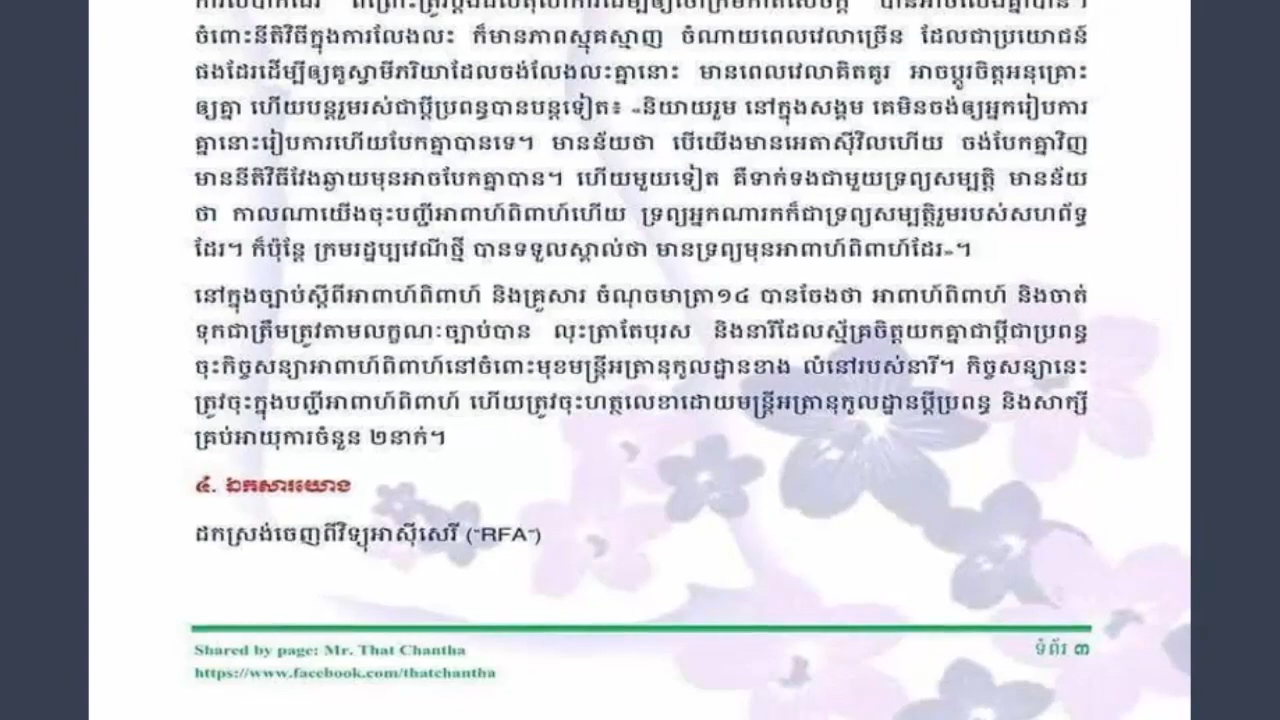 ចំពោះនីតិវិធីក្នុងការលែងលះ ក៏មានភាពស្មុគស្មាញ ចំណាយពេលវេលាច្រើន ដែលជាប្រយោជន៍
ផងដែរដើម្បីឲ្យគូស្វាមីភរិយាដែលចង់លែងលះគ្នានោះ មានពេលវេលាគិតគូរ អាចប្តូរចិត្តអនុគ្រោះ
ឲ្យគ្នា ហើយបន្តរួមរស់ជាប្តីប្រពន្ធបានបន្តទៀត៖ «និយាយរួម នៅក្នុងសង្គម គេមិនចង់ឲ្យអ្នករៀបការ
គ្នានោះរៀបការហើយបែកគ្នាបានទេ។ មានន័យថា បើយើងមានអេតាស៊ីវិលហើយ ចង់បែកគ្នាវិញ
មាននីតិវិធីវែងឆ្ងាយមុនអាចបែកគ្នាបាន។ ហើយមួយទៀត គឺទាក់ទងជាមួយទ្រព្យសម្បត្តិ មានន័យ
ថា កាលណាយើងចុះបញ្ជីអាពាហ៍ពិពាហ៍ហើយ ទ្រព្យអ្នកណារកក៏ជាទ្រព្យសម្បត្តិរួមរបស់សហព័ទ្ធ
ដែរ។ ក៏ប៉ុន្តែ ក្រមរដ្ឋប្បវេណីថ្មី បានទទួលស្គាល់ថា មានទ្រព្យមុនអាពាហ៍ពិពាហ៍ដែរ»។
នៅក្នុងច្បាប់ស្តីពីអាពាហ៍ពិពាហ៍ និងគ្រួសារ ចំណុចមាត្រា១៤ បានចែងថា អាពាហ៍ពិពាហ៍ និងចាត់
ទុកជាត្រឹមត្រូវតាមលក្ខណៈច្បាប់បាន លុះត្រាតែបុរស និងនារីដែលស្ម័គ្រចិត្តយកគ្នាជាប្តីជាប្រពន្ធ
ចុះកិច្ចសន្យាអាពាហ៍ពិពាហ៍នៅចំពោះមុខមន្ត្រីអត្រានុកូលដ្ឋានខាង លំនៅរបស់នារី។ កិច្ចសន្យានេះ
ត្រូវចុះក្នុងបញ្ជីអាពាហ៍ពិពាហ៍ ហើយត្រូវចុះហត្ថលេខាដោយមន្ត្រីអត្រានុកូលដ្ឋានប្តីប្រពន្ធ និងសាក្សី
គ្រប់អាយុការចំនួន ២នាក់។
៤. ឯកសារយោង
ដកស្រង់ចេញពីវិទ្យុអាស៊ីសេរី ("RFA")
Shared by page: Mr. That Chantha
ទំព័រ ៣
https://www.facebook.com/thatchantha